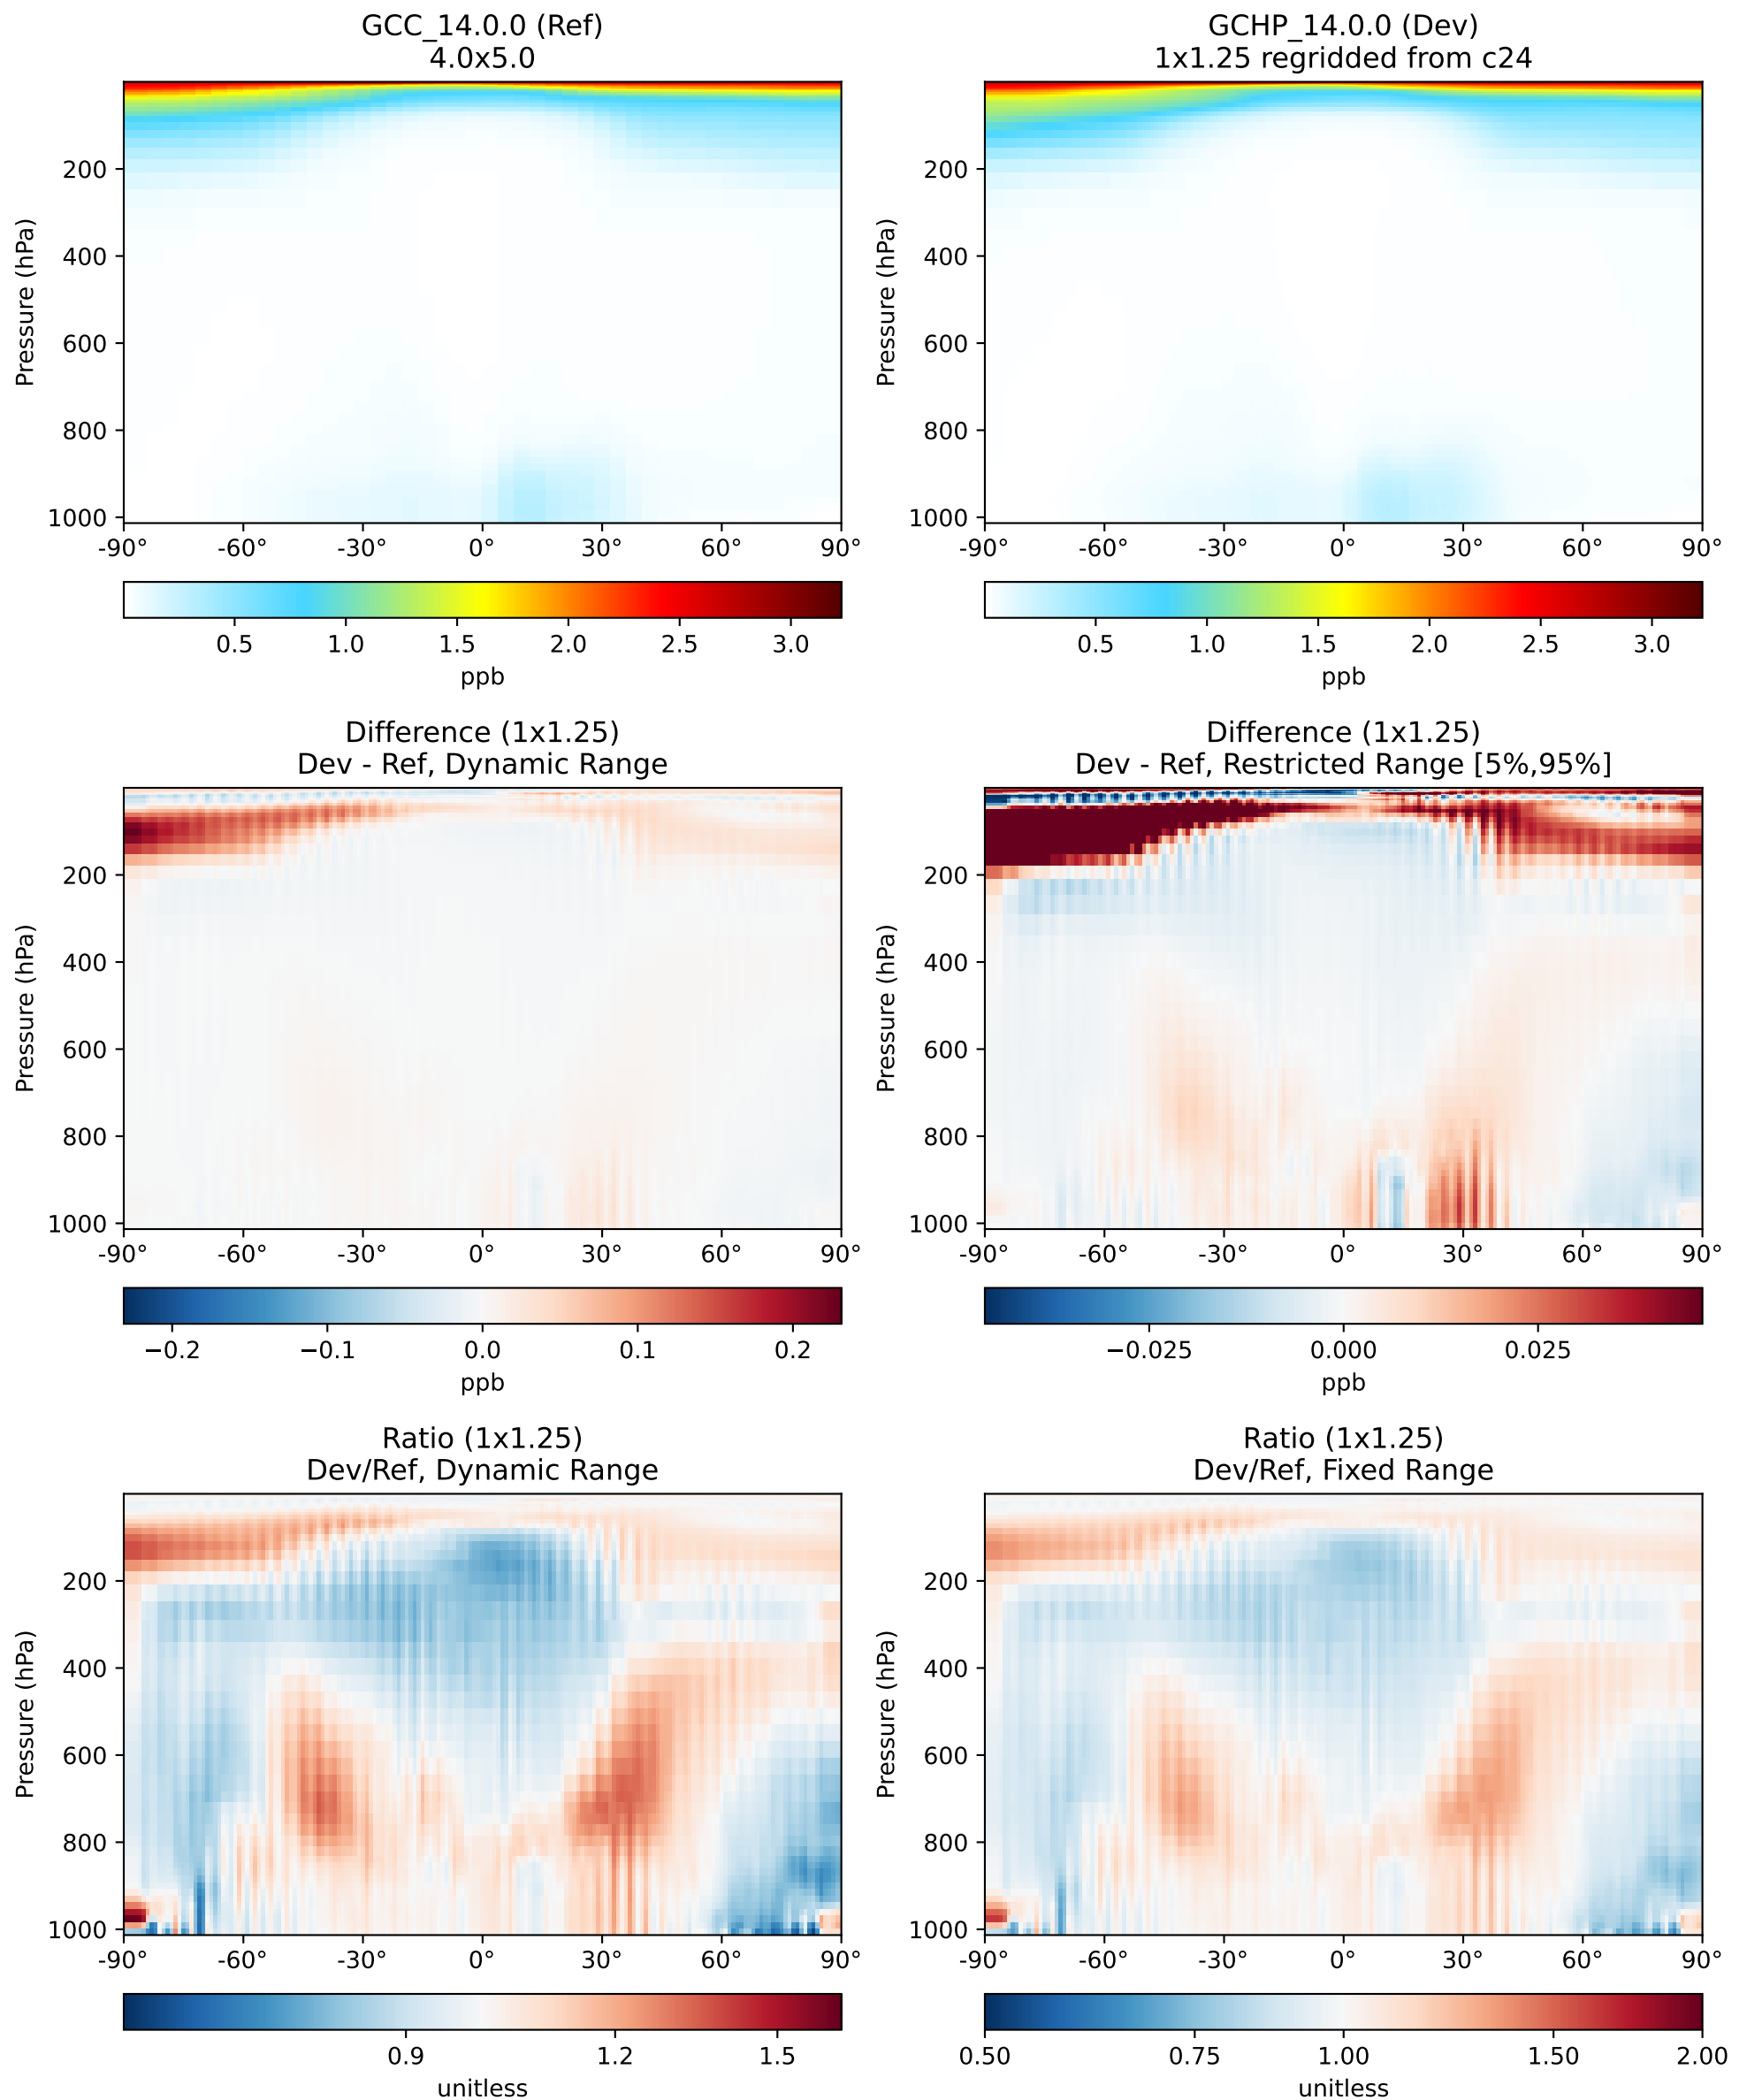 GCC_14.0.0 (Ref)
4.0x5.0
Pressure (hPa)
200
400
600
800
1000
-90° -60° -30° 0° 30° 60° 90°
0.5 1.0 1.5 2.0 2.5 3.0
ppb
GCHP_14.0.0 (Dev)
1x1.25 regridded from c24
Pressure (hPa)
200
400
600
800
1000
-90° -60° -30° 0° 30° 60° 90°
0.5 1.0 1.5 2.0 2.5 3.0
ppb
Difference (1x1.25)
Dev - Ref, Dynamic Range
Pressure (hPa)
200
400
600
800
1000
-90° -60° -30° 0° 30° 60° 90°
−0.2 −0.1 0.0 0.1 0.2
ppb
Difference (1x1.25)
Dev - Ref, Restricted Range [5%,95%]
Pressure (hPa)
200
400
600
800
1000
-90° -60° -30° 0° 30° 60° 90°
−0.025 0.000 0.025
ppb
Ratio (1x1.25)
Dev/Ref, Dynamic Range
Pressure (hPa)
200
400
600
800
1000
-90° -60° -30° 0° 30° 60° 90°
0.9 1.2 1.5
unitless
Ratio (1x1.25)
Dev/Ref, Fixed Range
Pressure (hPa)
200
400
600
800
1000
-90° -60° -30° 0° 30° 60° 90°
0.50 0.75 1.00 1.50 2.00
unitless